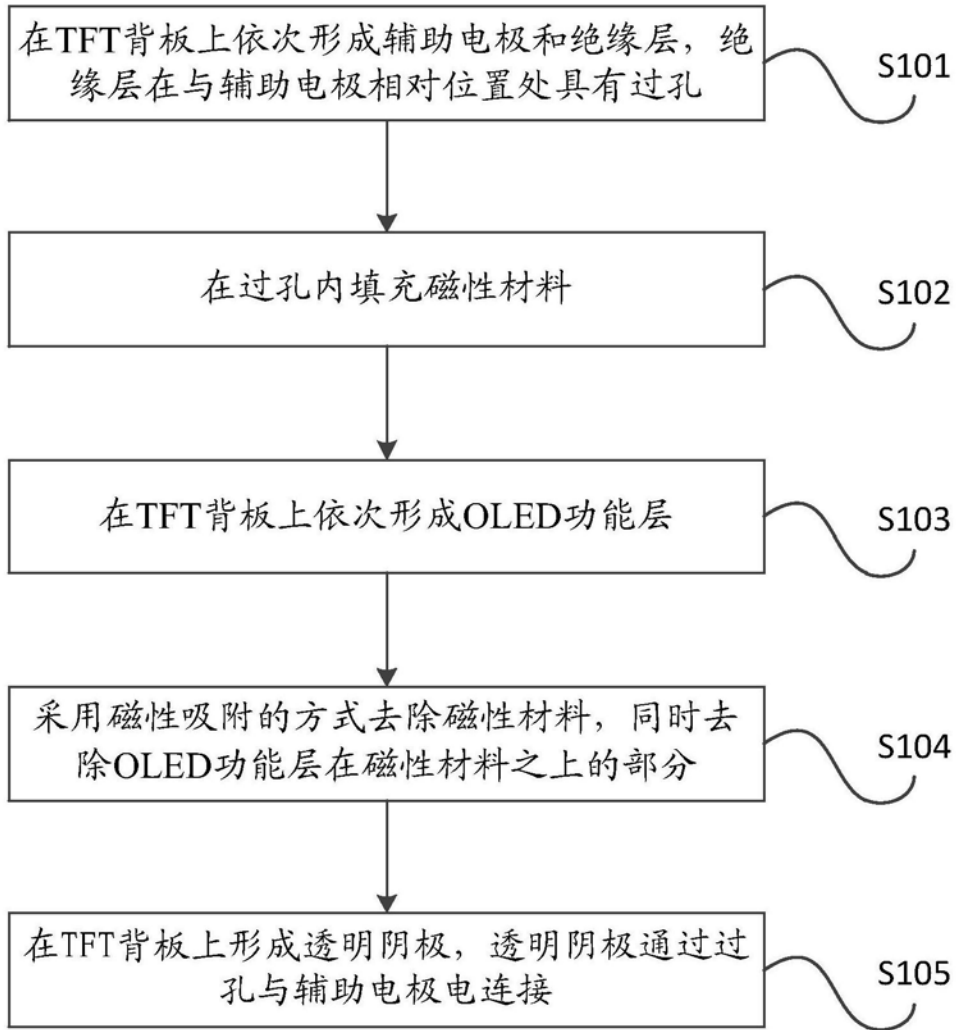 在TFT背板上依次形成辅助电极和绝缘层，绝
缘层在与辅助电极相对位置处具有过孔
S101
在过孔内填充磁性材料
S102
在TFT背板上依次形成OLED功能层
S103
采用磁性吸附的方式去除磁性材料，同时去
除OLED功能层在磁性材料之上的部分
S104
在TFT背板上形成透明阴极，透明阴极通过过
孔与辅助电极电连接
S105